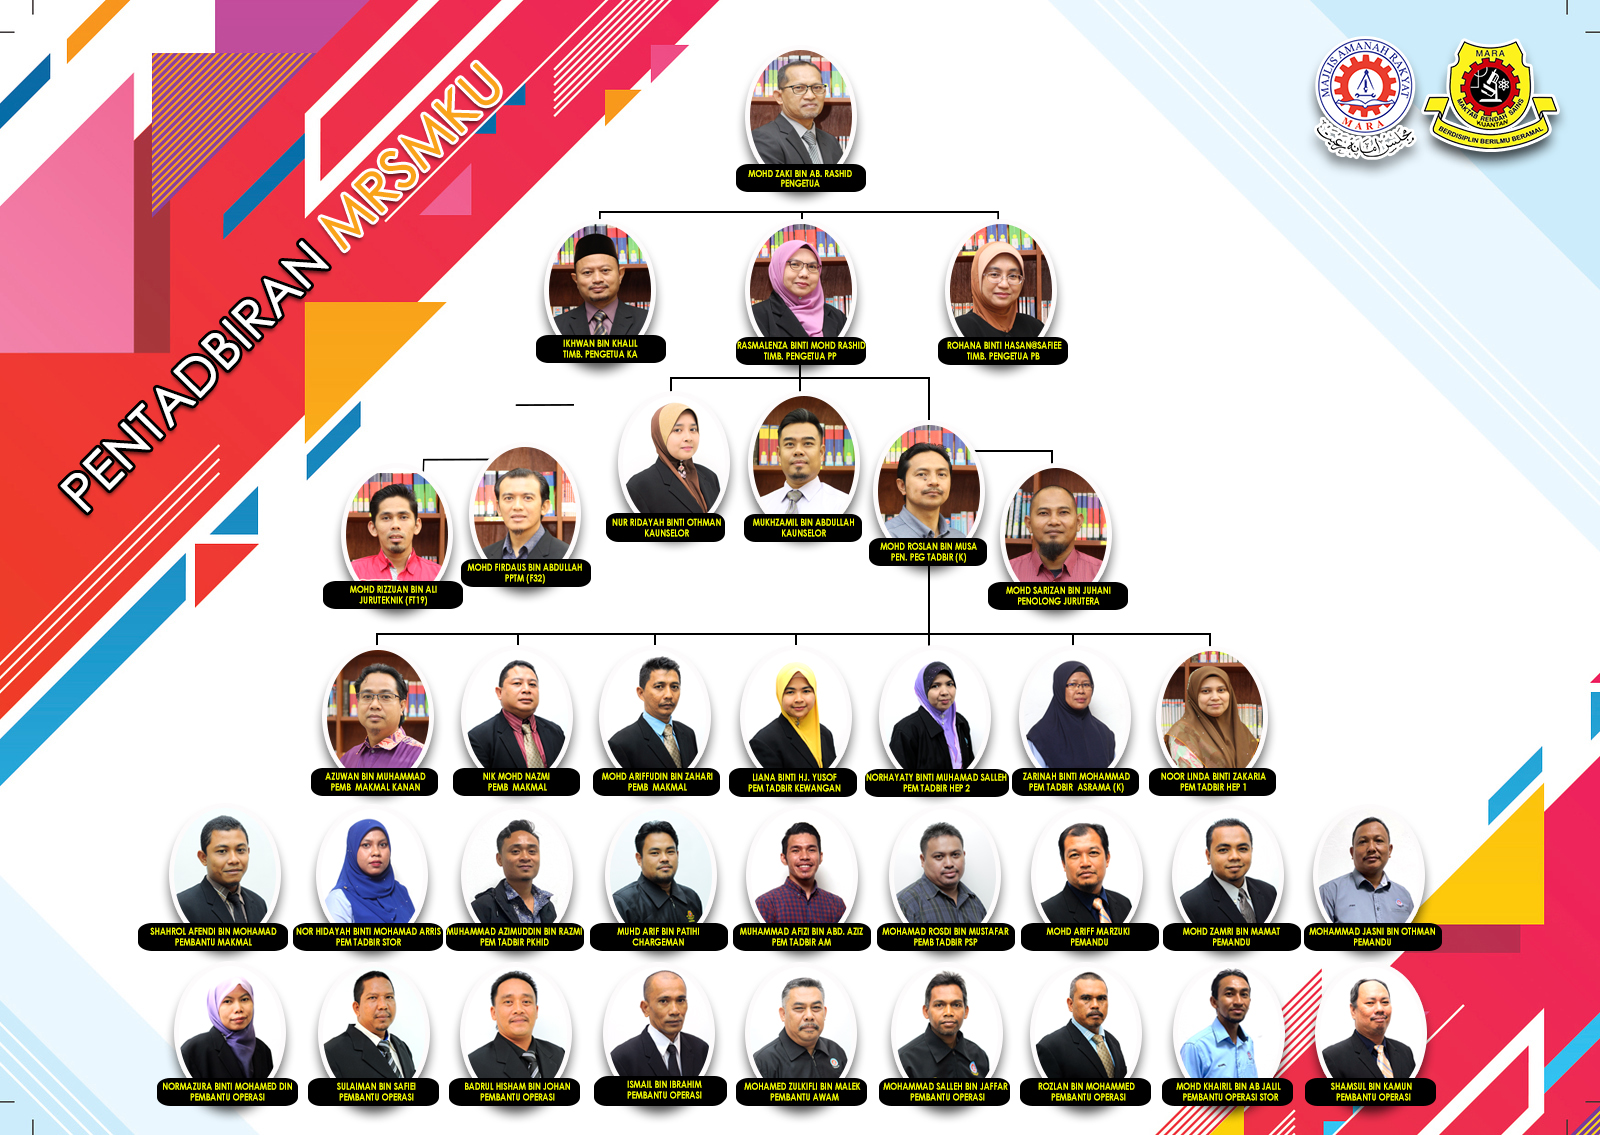 PENTADBIRAN MRSMKU
MAJLIS AMANAH RAKYAT
MARA
مجليس امانه رعيت
MARA
MAKTAB RENDAH SAINS
KUANTAN
BERDISIPLIN BERILMU BERAMAL
MOHD ZAKI BIN AB. RASHID
PENGETUA
IKHWAN BIN KHALIL
TIMB. PENGETUA KA
RASMALENZA BINTI MOHD RASHID
TIMB. PENGETUA PP
ROHANA BINTI HASAN@SAFIEE
TIMB. PENGETUA PB
MOHD RIZZUAN BIN ALI
JURUTEKNIK (FT19)
MOHD FIRDAUS BIN ABDULLAH
PPTM (F32)
NUR RIDAYAH BINTI OTHMAN
KAUNSELOR
MUKHZAMIL BIN ABDULLAH
KAUNSELOR
MOHD ROSLAN BIN MUSA
PEN. PEG TADBIR (K)
MOHD SARIZAN BIN JUHANI
PENOLONG JURUTERA
AZUWAN BIN MUHAMMAD
PEMB MAKMAL KANAN
NIK MOHD NAZMI
PEMB MAKMAL
MOHD ARIFFUDIN BIN ZAHARI
PEMB MAKMAL
LIANA BINTI HJ. YUSOF
PEM TADBIR KEWANGAN
NORHAYATY BINTI MUHAMAD SALLEH
PEM TADBIR HEP 2
ZARINAH BINTI MOHAMMAD
PEM TADBIR ASRAMA (K)
NOOR LINDA BINTI ZAKARIA
PEM TADBIR HEP 1
SHAHROL AFENDI BIN MOHAMAD
PEMBANTU MAKMAL
NOR HIDAYAH BINTI MOHAMAD ARRIS
PEM TADBIR STOR
MUHAMMAD AZIMUDDIN BIN RAZMI
PEM TADBIR PKHID
MUHD ARIF BIN PATIHI
CHARGEMAN
MUHAMMAD AFIZI BIN ABD. AZIZ
PEM TADBIR AM
MOHAMAD ROSDI BIN MUSTAFAR
PEMB TADBIR PSP
MOHD ARIFF MARZUKI
PEMANDU
MOHD ZAMRI BIN MAMAT
PEMANDU
MOHAMMAD JASNI BIN OTHMAN
PEMANDU
NORMAZURA BINTI MOHAMED DIN
PEMBANTU OPERASI
SULAIMAN BIN SAFIEI
PEMBANTU OPERASI
BADRUL HISHAM BIN JOHAN
PEMBANTU OPERASI
ISMAIL BIN IBRAHIM
PEMBANTU OPERASI
MOHAMED ZULKIFLI BIN MALEK
PEMBANTU AWAM
MOHAMMAD SALLEH BIN JAFFAR
PEMBANTU OPERASI
ROZLAN BIN MOHAMMED
PEMBANTU OPERASI
MOHD KHAIRIL BIN AB JALIL
PEMBANTU OPERASI STOR
SHAMSUL BIN KAMUN
PEMBANTU OPERASI